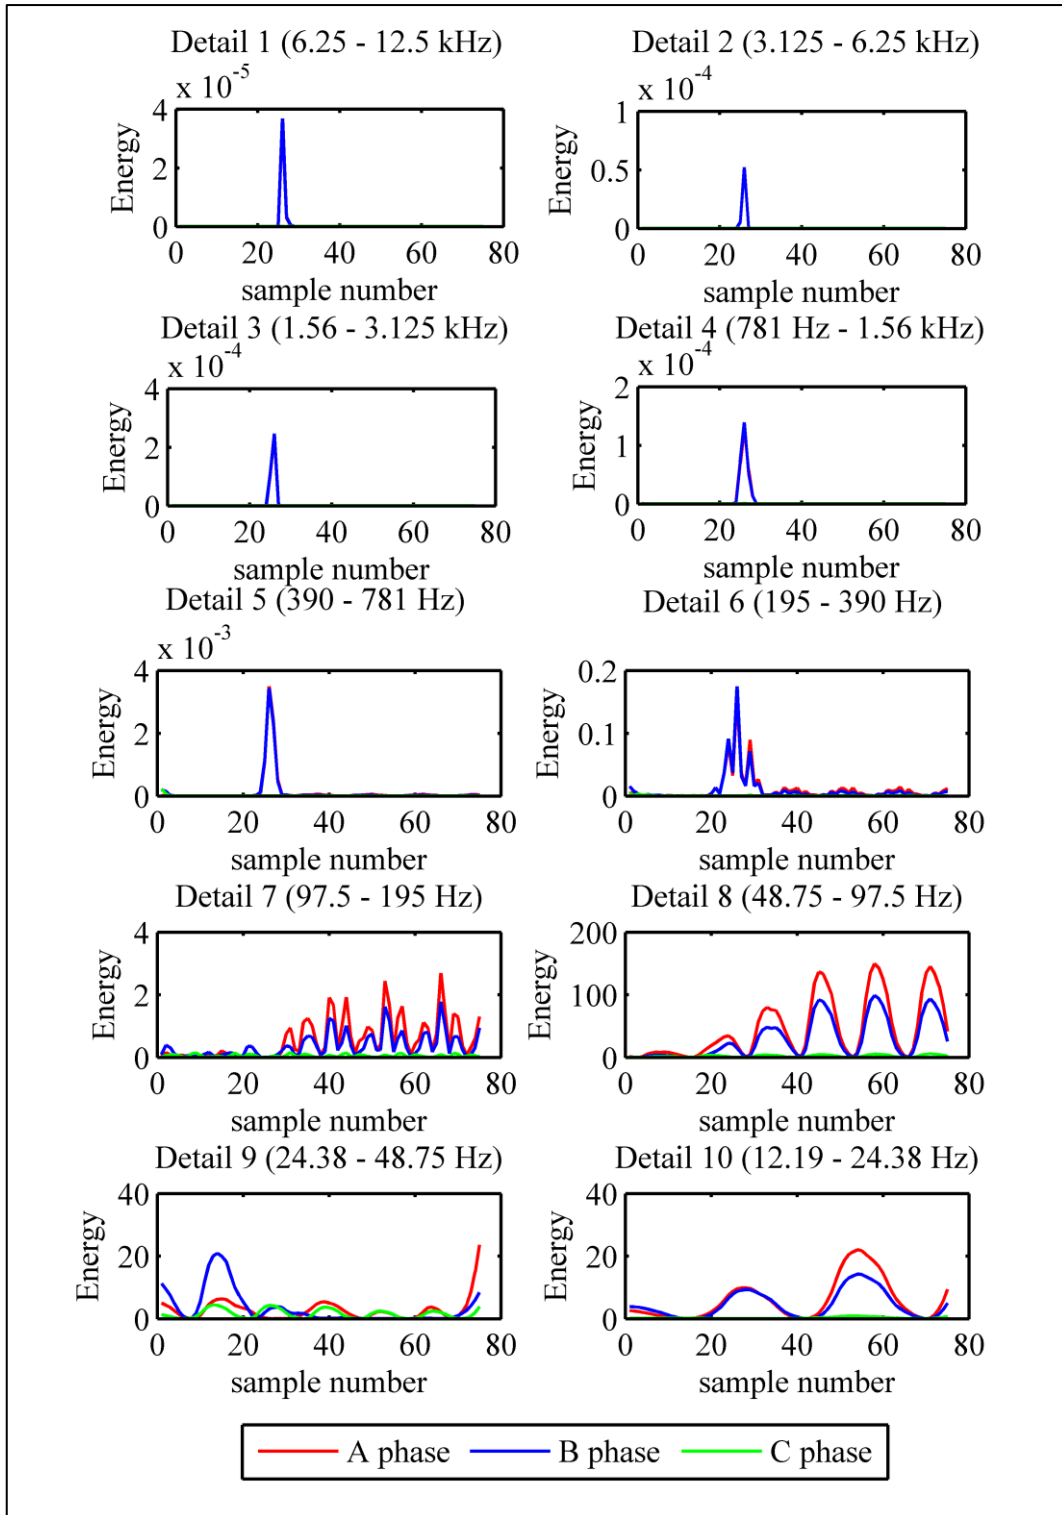 Detail 1 (6.25 - 12.5 kHz)
x 10^-5
4
2
0
Energy
0 20 40 60 80
sample number
Detail 2 (3.125 - 6.25 kHz)
x 10^-4
1
0.5
0
Energy
0 20 40 60 80
sample number
Detail 3 (1.56 - 3.125 kHz)
x 10^-4
4
2
0
Energy
0 20 40 60 80
sample number
Detail 4 (781 Hz - 1.56 kHz)
x 10^-4
2
1
0
Energy
0 20 40 60 80
sample number
Detail 5 (390 - 781 Hz)
x 10^-3
4
2
0
Energy
0 20 40 60 80
sample number
Detail 6 (195 - 390 Hz)
0.2
0.1
0
Energy
0 20 40 60 80
sample number
Detail 7 (97.5 - 195 Hz)
4
2
0
Energy
0 20 40 60 80
sample number
Detail 8 (48.75 - 97.5 Hz)
200
100
0
Energy
0 20 40 60 80
sample number
Detail 9 (24.38 - 48.75 Hz)
40
20
0
Energy
0 20 40 60 80
sample number
Detail 10 (12.19 - 24.38 Hz)
40
20
0
Energy
0 20 40 60 80
sample number
A phase B phase C phase